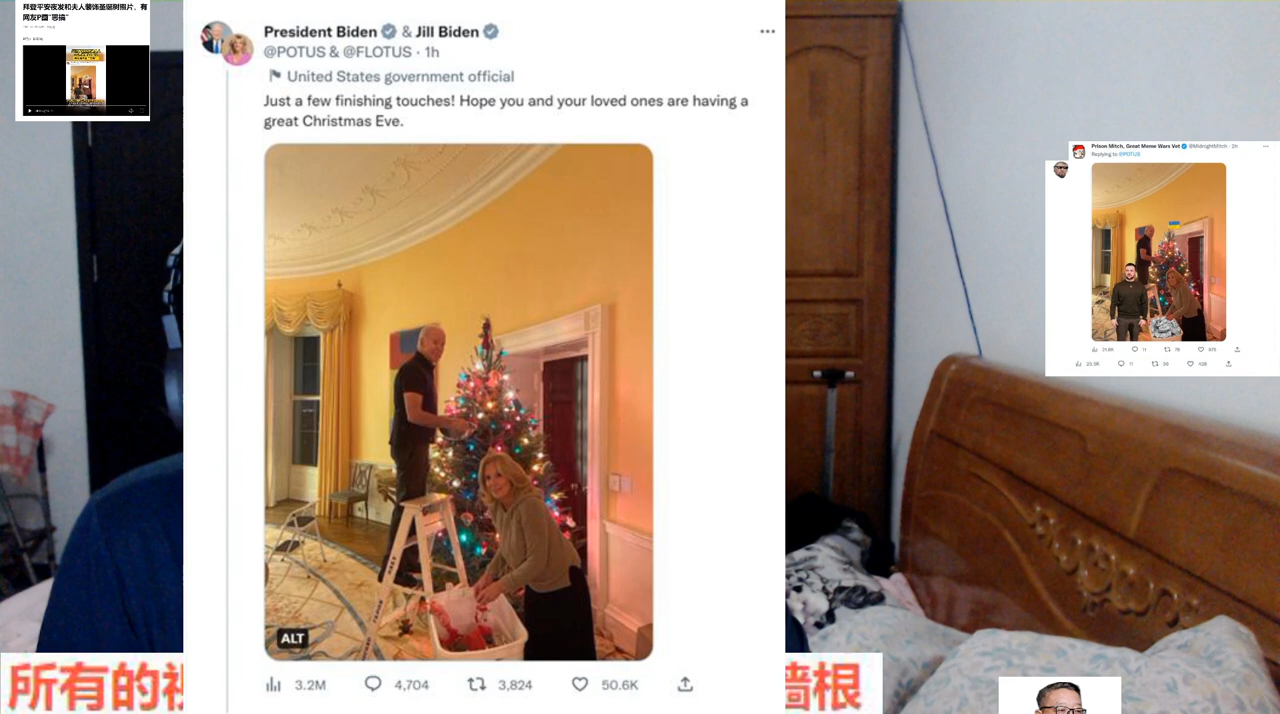 拜登平安夜发和夫人装饰圣诞树照片，有
网友P图“恶搞”
President Biden & Jill Biden
@POTUS & @FLOTUS · 1h
United States government official
Just a few finishing touches! Hope you and your loved ones are having a
great Christmas Eve.
ALT
3.2M 4,704 3,824 50.6K
Prison Mitch, Great Meme Wars Vet @MidnightMitch · 2h
Replying to @POTUS
所有的
墙根